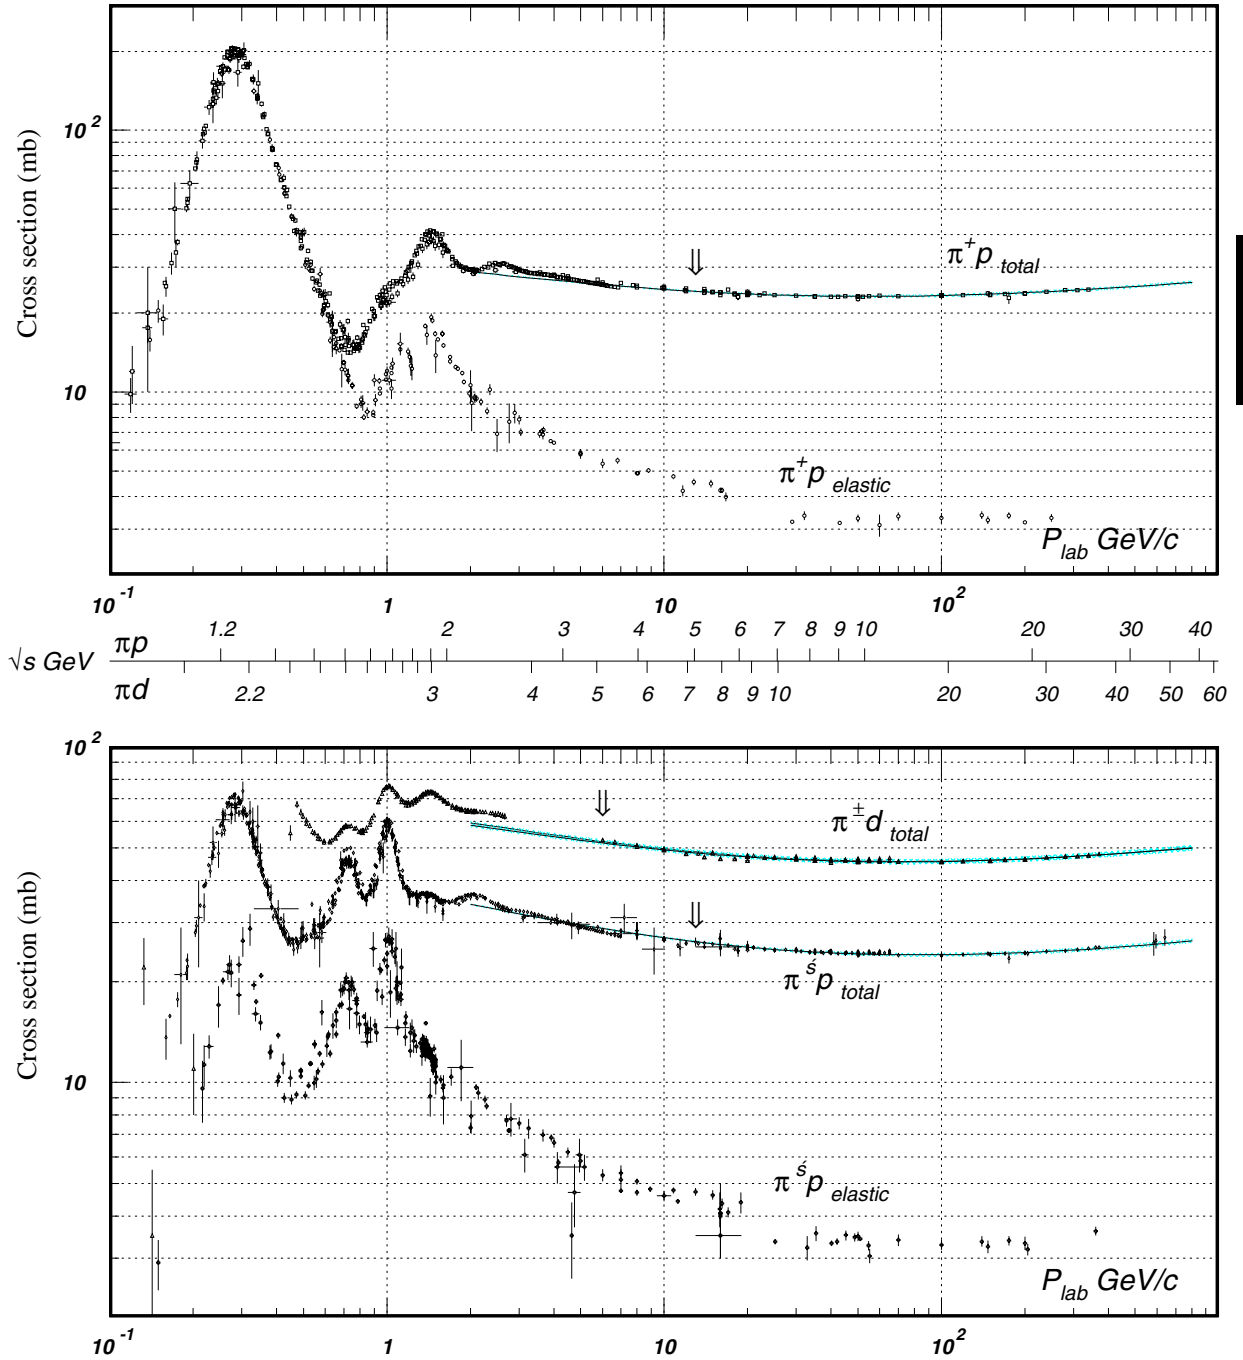 Cross section (mb)
10²
10
π⁺p total
π⁺p elastic
P lab GeV/c
10⁻¹ 1 10 10²
πp 1.2 2 3 4 5 6 7 8 9 10 20 30 40
√s GeV
πd 2.2 3 4 5 6 7 8 9 10 20 30 40 50 60
Cross section (mb)
10²
10
π±d total
π ś p total
π ś p elastic
P lab GeV/c
10⁻¹ 1 10 10²